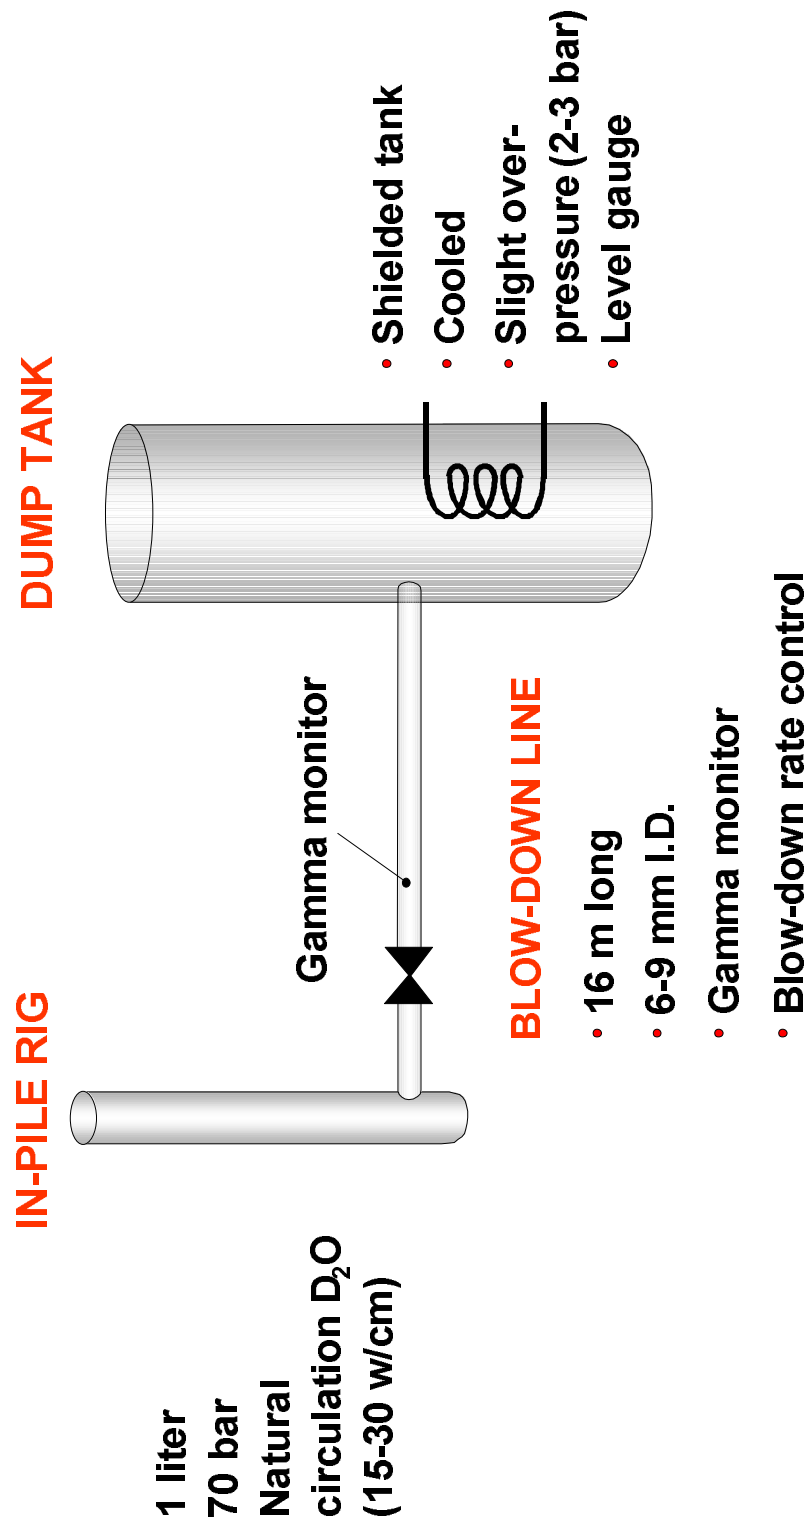 IN-PILE RIG
1 liter
70 bar
Natural
circulation D₂O
(15-30 w/cm)
Gamma monitor
BLOW-DOWN LINE
• 16 m long
• 6-9 mm I.D.
• Gamma monitor
• Blow-down rate control
DUMP TANK
• Shielded tank
• Cooled
• Slight over-
pressure (2-3 bar)
• Level gauge